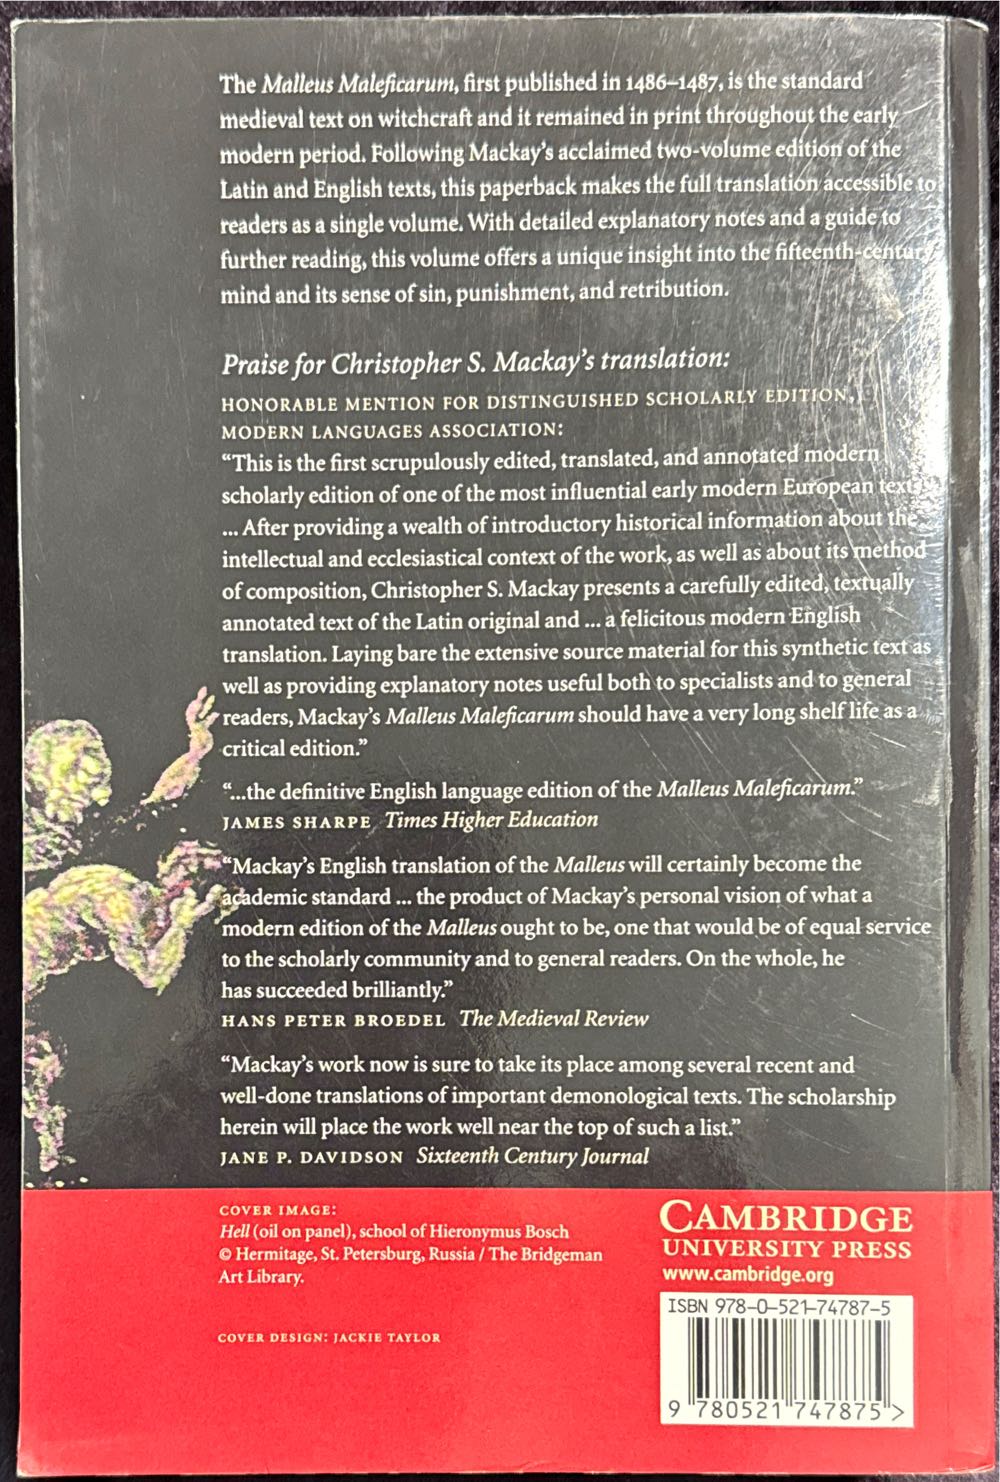 The Malleus Maleficarum, first published in 1486–1487, is the standard
medieval text on witchcraft and it remained in print throughout the early
modern period. Following Mackay's acclaimed two-volume edition of the
Latin and English texts, this paperback makes the full translation accessible to
readers as a single volume. With detailed explanatory notes and a guide to
further reading, this volume offers a unique insight into the fifteenth-century
mind and its sense of sin, punishment, and retribution.
Praise for Christopher S. Mackay's translation:
HONORABLE MENTION FOR DISTINGUISHED SCHOLARLY EDITION,
MODERN LANGUAGES ASSOCIATION:
“This is the first scrupulously edited, translated, and annotated modern
scholarly edition of one of the most influential early modern European texts
... After providing a wealth of introductory historical information about the
intellectual and ecclesiastical context of the work, as well as about its method
of composition, Christopher S. Mackay presents a carefully edited, textually
annotated text of the Latin original and ... a felicitous modern English
translation. Laying bare the extensive source material for this synthetic text as
well as providing explanatory notes useful both to specialists and to general
readers, Mackay's Malleus Maleficarum should have a very long shelf life as a
critical edition.”
“...the definitive English language edition of the Malleus Maleficarum.”
JAMES SHARPE Times Higher Education
“Mackay's English translation of the Malleus will certainly become the
academic standard ... the product of Mackay's personal vision of what a
modern edition of the Malleus ought to be, one that would be of equal service
to the scholarly community and to general readers. On the whole, he
has succeeded brilliantly.”
HANS PETER BROEDEL The Medieval Review
“Mackay's work now is sure to take its place among several recent and
well-done translations of important demonological texts. The scholarship
herein will place the work well near the top of such a list.”
JANE P. DAVIDSON Sixteenth Century Journal
COVER IMAGE:
Hell (oil on panel), school of Hieronymus Bosch
© Hermitage, St. Petersburg, Russia / The Bridgeman
Art Library.
COVER DESIGN: JACKIE TAYLOR
CAMBRIDGE
UNIVERSITY PRESS
www.cambridge.org
ISBN 978-0-521-74787-5
9 780521 747875 >